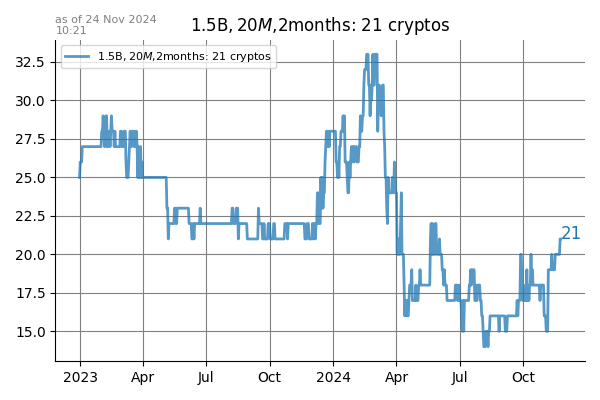 as of 24 Nov 2024
10:21
1.5B, 20M,2months: 21 cryptos
1.5B, 20M,2months: 21 cryptos
32.5
30.0
27.5
25.0
22.5
20.0
17.5
15.0
21
2023 Apr Jul Oct 2024 Apr Jul Oct